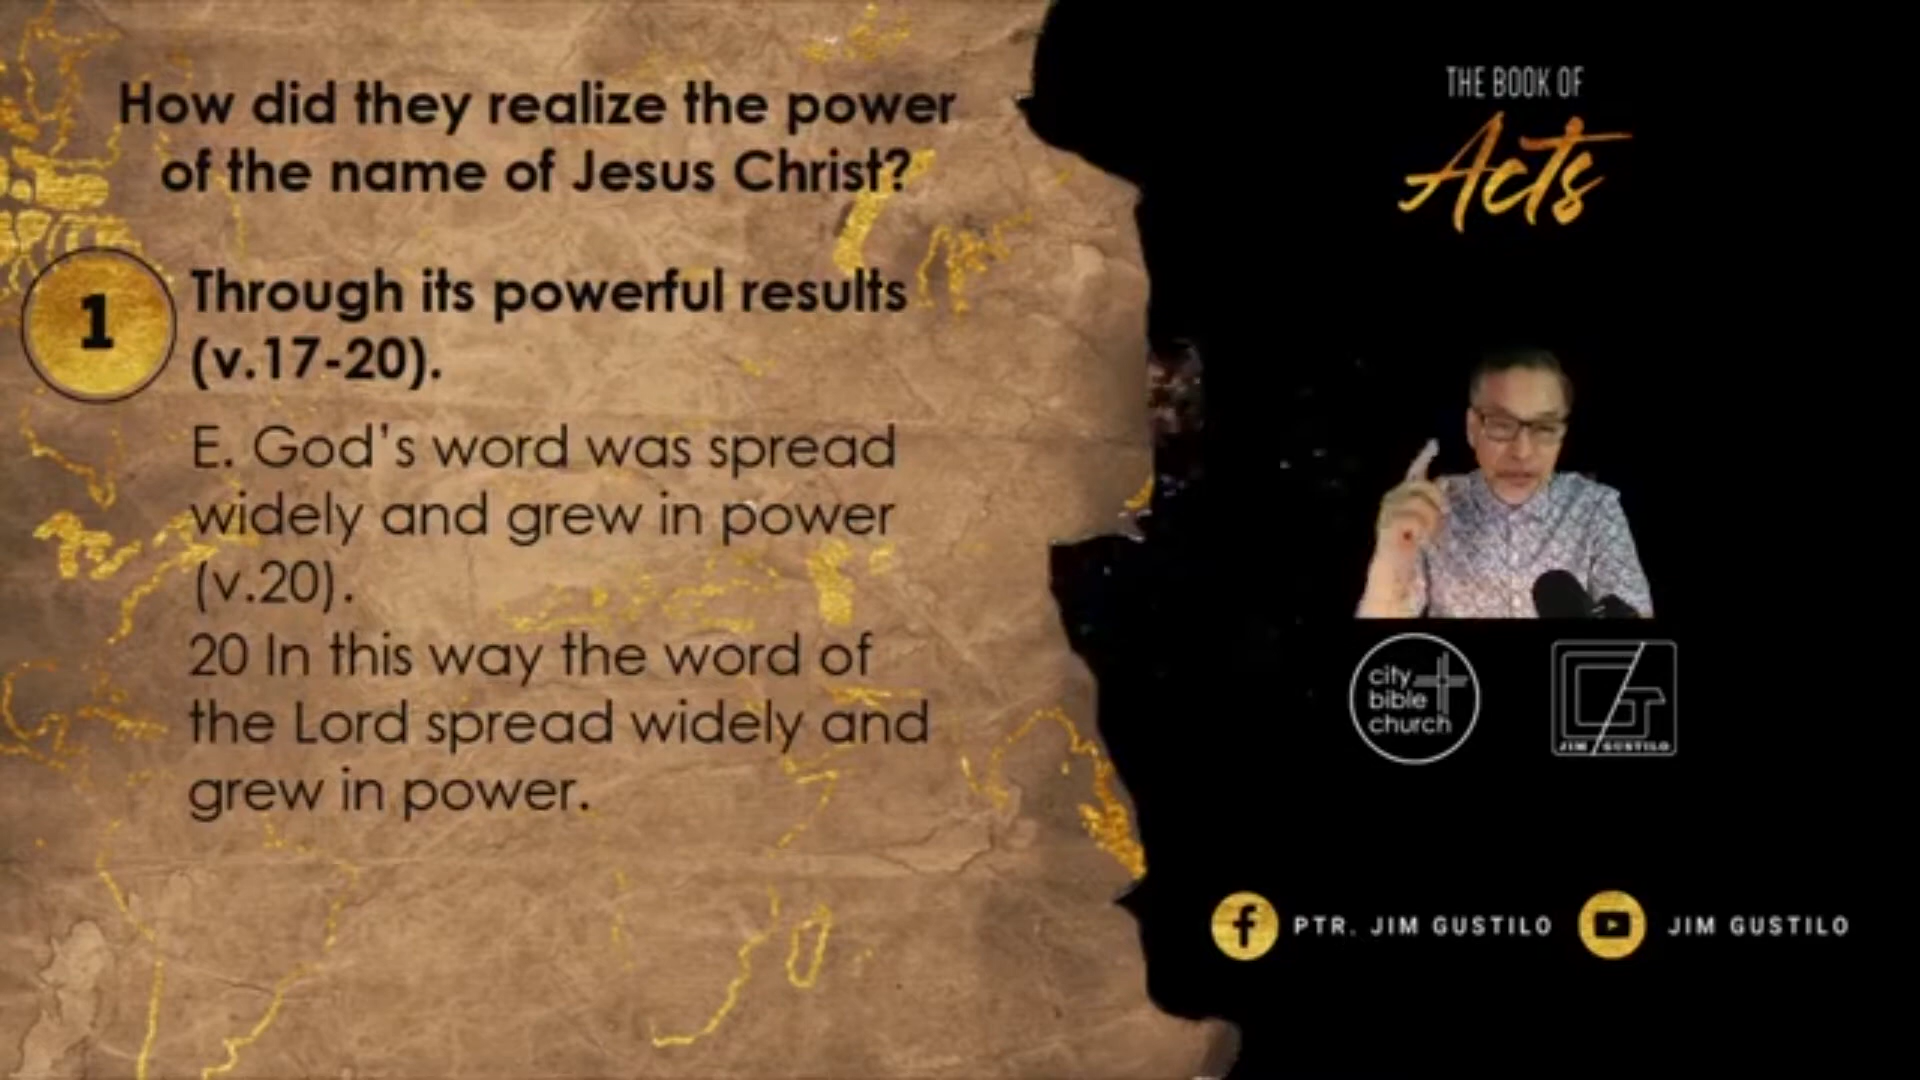 How did they realize the power
of the name of Jesus Christ?
1
Through its powerful results
(v.17-20).
E. God's word was spread
widely and grew in power
(v.20).
20 In this way the word of
the Lord spread widely and
grew in power.
THE BOOK OF
Acts
city
bible
church
JIM GUSTILO
PTR. JIM GUSTILO
JIM GUSTILO